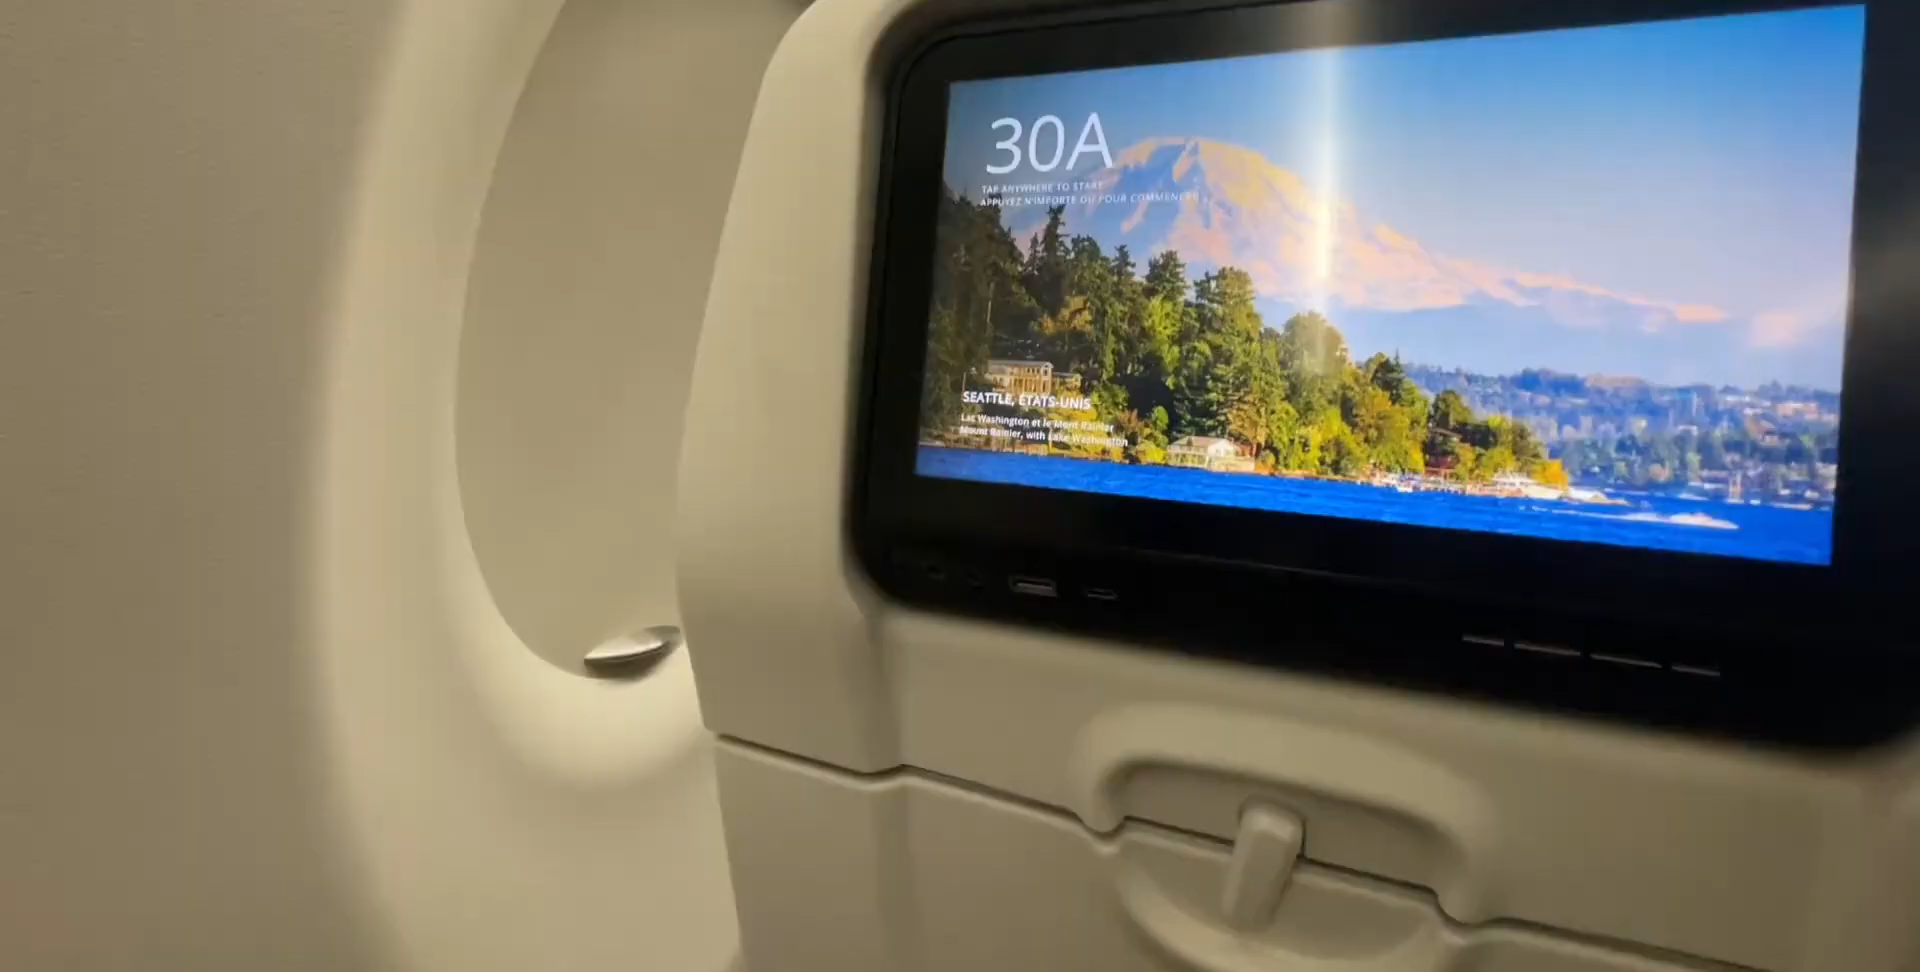 30A
TAP ANYWHERE TO START
APPUYEZ N'IMPORTE OÙ POUR COMMENCER
SEATTLE, ÉTATS-UNIS
Lac Washington et le Mont Rainier
Mount Rainier, with Lake Washington